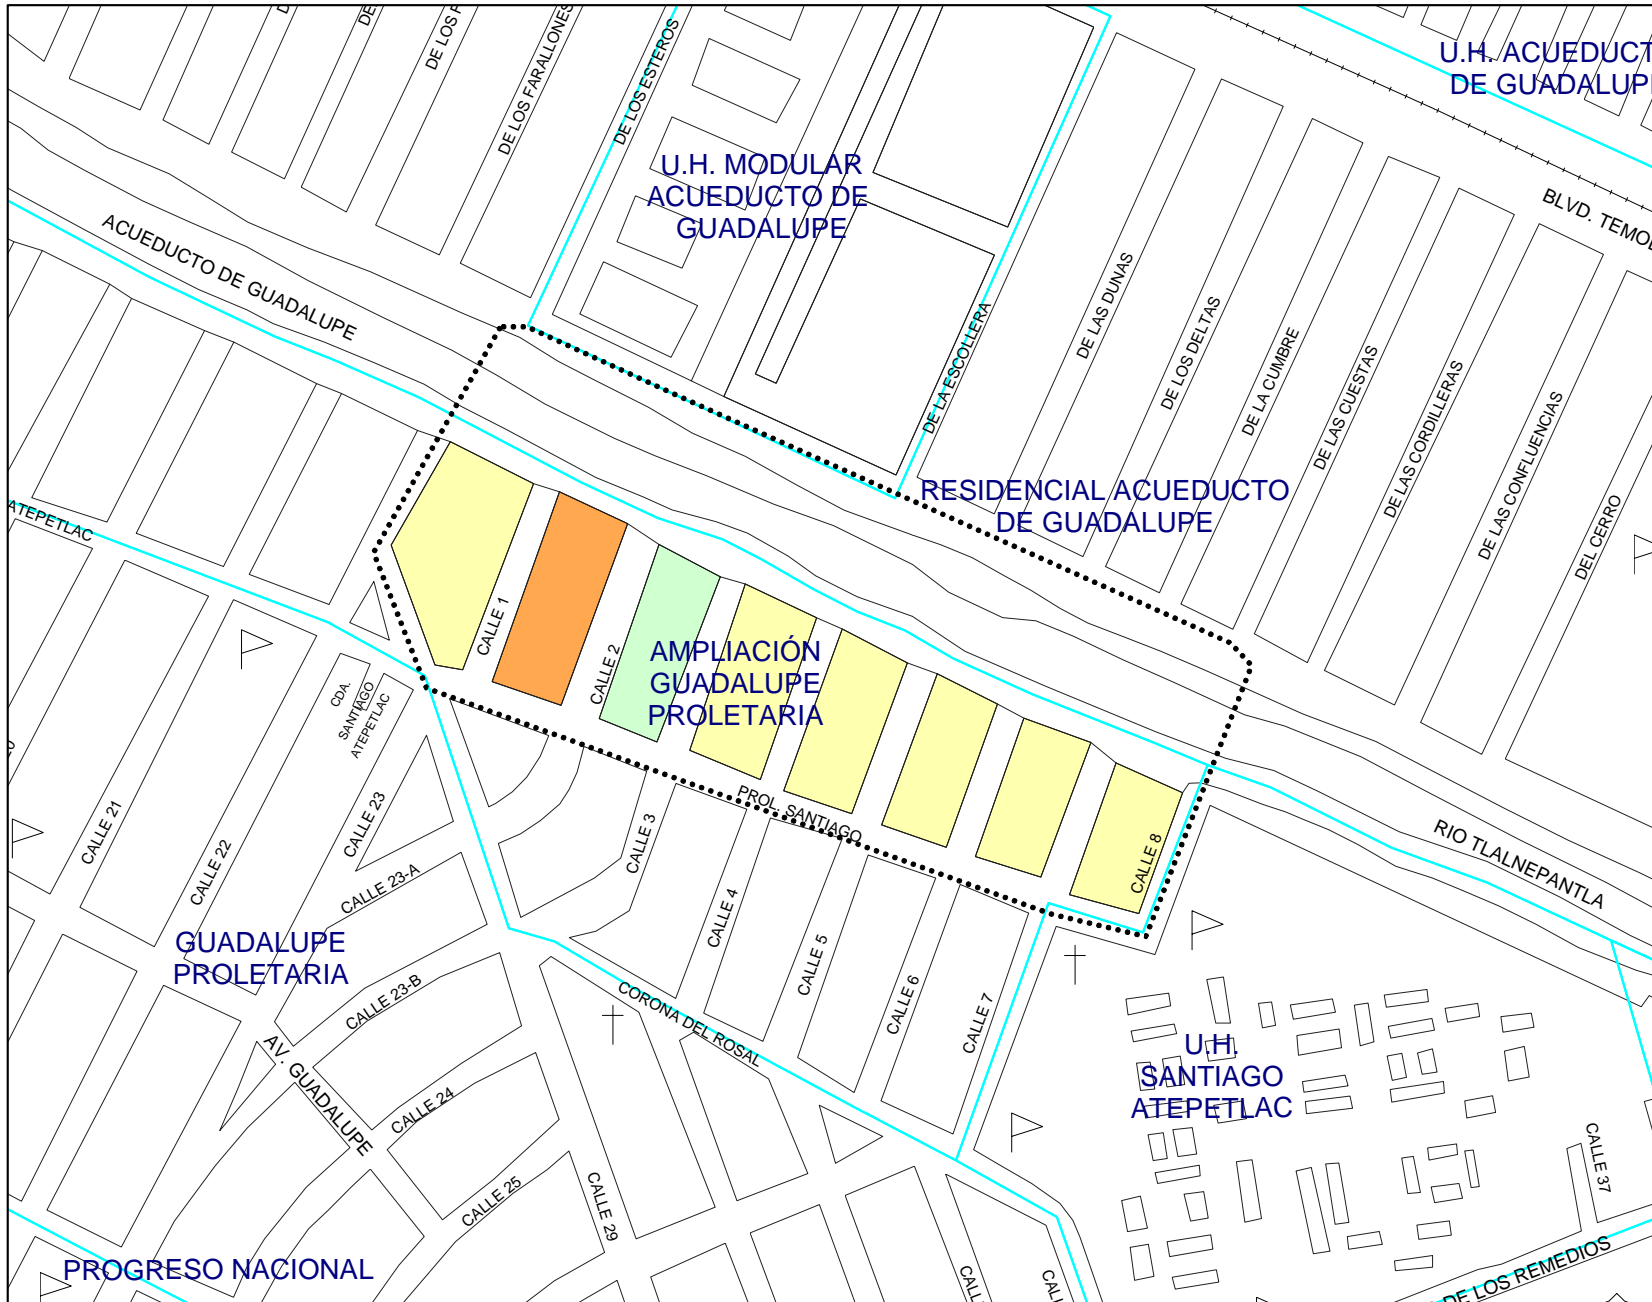 DE LOS FARALLONES
DE LOS ESTEROS
U.H. MODULAR
ACUEDUCTO DE
GUADALUPE
U.H. ACUEDUCT
DE GUADALUP
BLVD. TEMO
ACUEDUCTO DE GUADALUPE
DE LA ESCOLLERA
DE LAS DUNAS
DE LOS DELTAS
DE LA CUMBRE
DE LAS CUESTAS
DE LAS CORDILLERAS
DE LAS CONFLUENCIAS
DEL CERRO
RESIDENCIAL ACUEDUCTO
DE GUADALUPE
ATEPETLAC
CALLE 1
CALLE 2
AMPLIACIÓN
GUADALUPE
PROLETARIA
CDA.
SANTIAGO
ATEPETLAC
PROL. SANTIAGO
CALLE 8
RIO TLALNEPANTLA
CALLE 21
CALLE 22
CALLE 23
CALLE 23-A
CALLE 3
CALLE 4
CALLE 5
CALLE 6
CALLE 7
GUADALUPE
PROLETARIA
CALLE 23-B
CORONA DEL ROSAL
AV. GUADALUPE
CALLE 24
CALLE 25
CALLE 29
U.H.
SANTIAGO
ATEPETLAC
CALLE 37
PROGRESO NACIONAL
DE LOS REMEDIOS